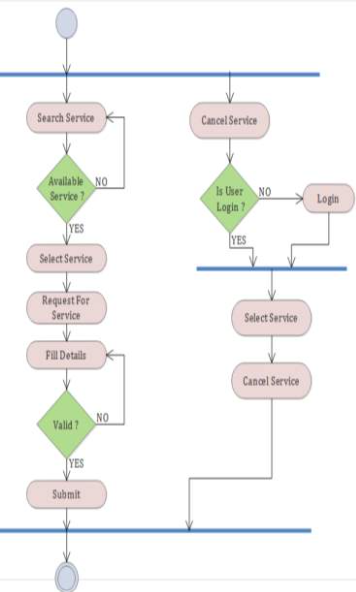 Search Service
Available
Service ?
NO
YES
Select Service
Request For
Service
Fill Details
Valid ?
NO
YES
Submit
Cancel Service
Is User
Login ?
NO
Login
YES
Select Service
Cancel Service